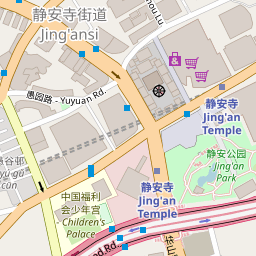 静安寺街道
Jing'ansi
愚园路 - Yuyuan Rd.
静安寺
Jing'an
Temple
静安公园
Jing'an
Park
中国福利
会少年宫
Children's
Palace
静安寺
Jing'an
Temple
Rd.